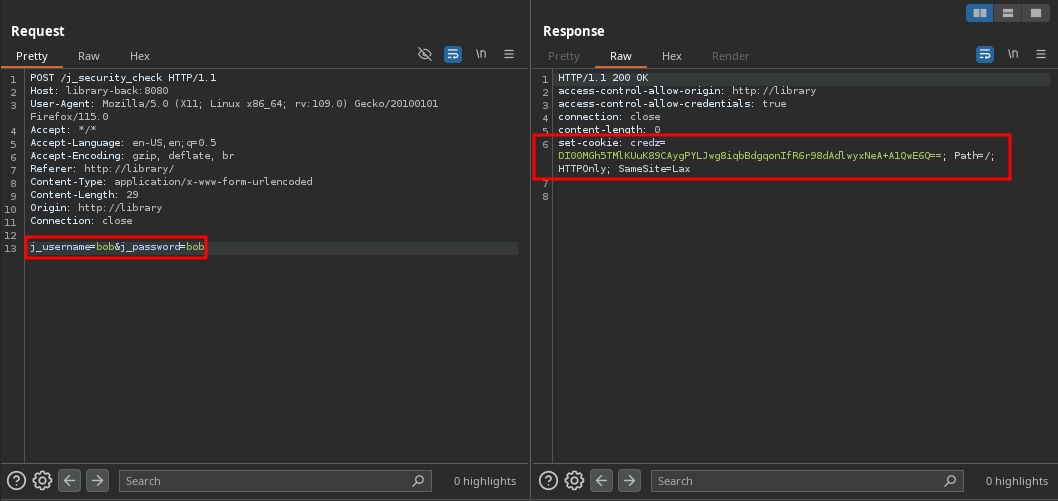 Request
Pretty Raw Hex \n
1 POST /j_security_check HTTP/1.1
2 Host: library-back:8080
3 User-Agent: Mozilla/5.0 (X11; Linux x86_64; rv:109.0) Gecko/20100101
Firefox/115.0
4 Accept: */*
5 Accept-Language: en-US,en;q=0.5
6 Accept-Encoding: gzip, deflate, br
7 Referer: http://library/
8 Content-Type: application/x-www-form-urlencoded
9 Content-Length: 29
10 Origin: http://library
11 Connection: close
12
13 j_username=bob&j_password=bob
Search 0 highlights
Response
Pretty Raw Hex Render \n
1 HTTP/1.1 200 OK
2 access-control-allow-origin: http://library
3 access-control-allow-credentials: true
4 connection: close
5 content-length: 0
6 set-cookie: credz=
DI00MGh5TMlKUuK89CAygPYLJwg8iqbBdgqonIfR6r98dAdlwyxNeA+A1QwE6Q==; Path=/;
HTTPOnly; SameSite=Lax
7
8
Search 0 highlights